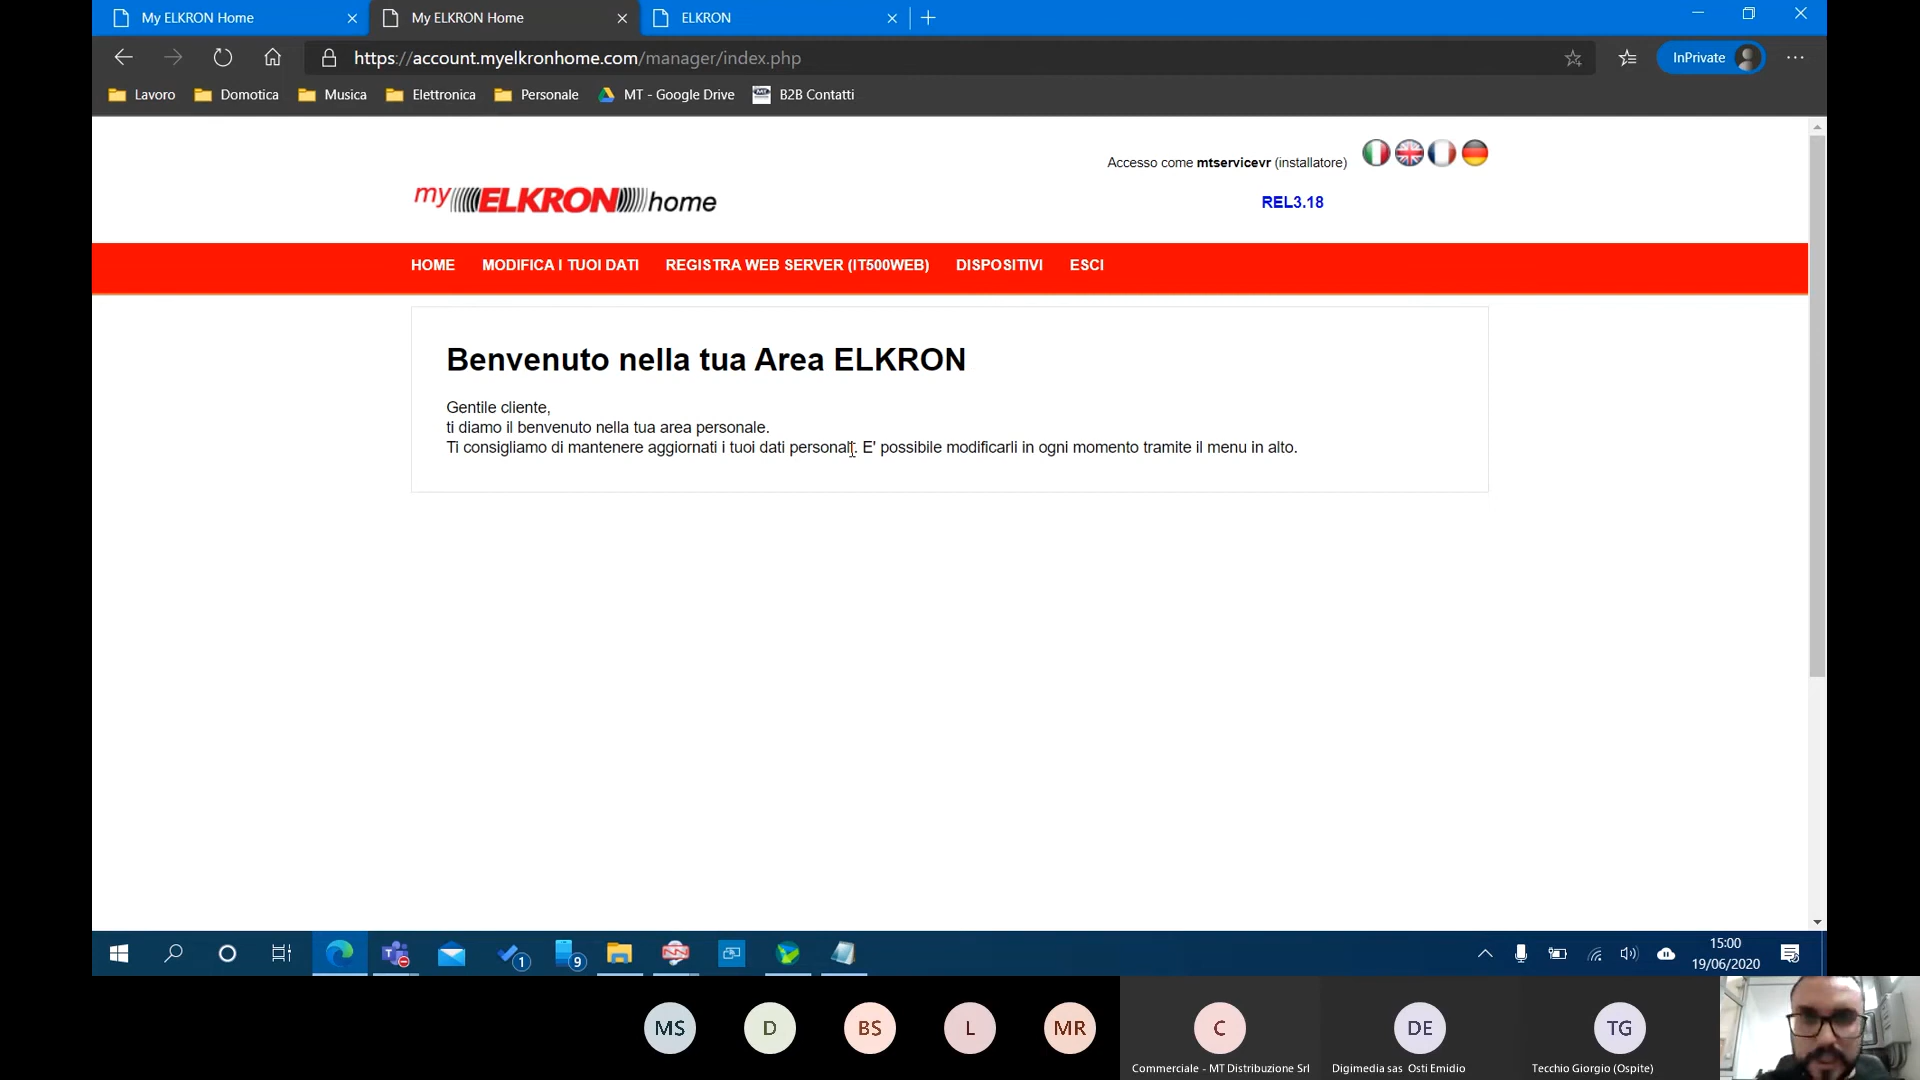 My ELKRON Home
My ELKRON Home
ELKRON
https://account.myelkronhome.com/manager/index.php
InPrivate
Lavoro
Domotica
Musica
Elettronica
Personale
MT - Google Drive
B2B Contatti
Accesso come mtservicevr (installatore)
my ELKRON home
REL3.18
HOME
MODIFICA I TUOI DATI
REGISTRA WEB SERVER (IT500WEB)
DISPOSITIVI
ESCI
Benvenuto nella tua Area ELKRON
Gentile cliente,
ti diamo il benvenuto nella tua area personale.
Ti consigliamo di mantenere aggiornati i tuoi dati personali. E' possibile modificarli in ogni momento tramite il menu in alto.
1
9
15:00
19/06/2020
MS
D
BS
L
MR
C
DE
TG
Commerciale - MT Distribuzione Srl
Digimedia sas Osti Emidio
Tecchio Giorgio (Ospite)